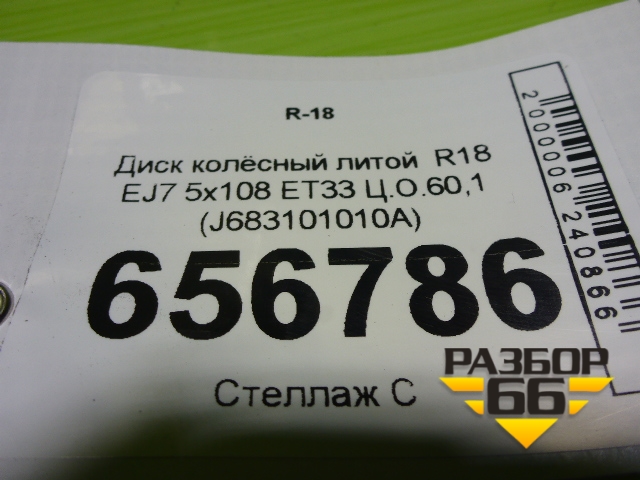 R-18
Диск колёсный литой R18
EJ7 5x108 ET33 Ц.О.60,1
(J683101010A)
656786
Стеллаж С
2000006240866
РАЗБОР
66